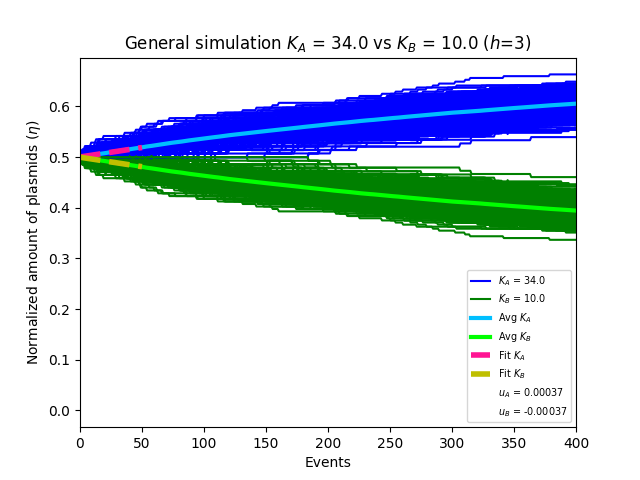 General simulation K_A = 34.0 vs K_B = 10.0 (h=3)
Normalized amount of plasmids (η)
0.6
0.5
0.4
0.3
0.2
0.1
0.0
K_A = 34.0
K_B = 10.0
Avg K_A
Avg K_B
Fit K_A
Fit K_B
u_A = 0.00037
u_B = -0.00037
0 50 100 150 200 250 300 350 400
Events